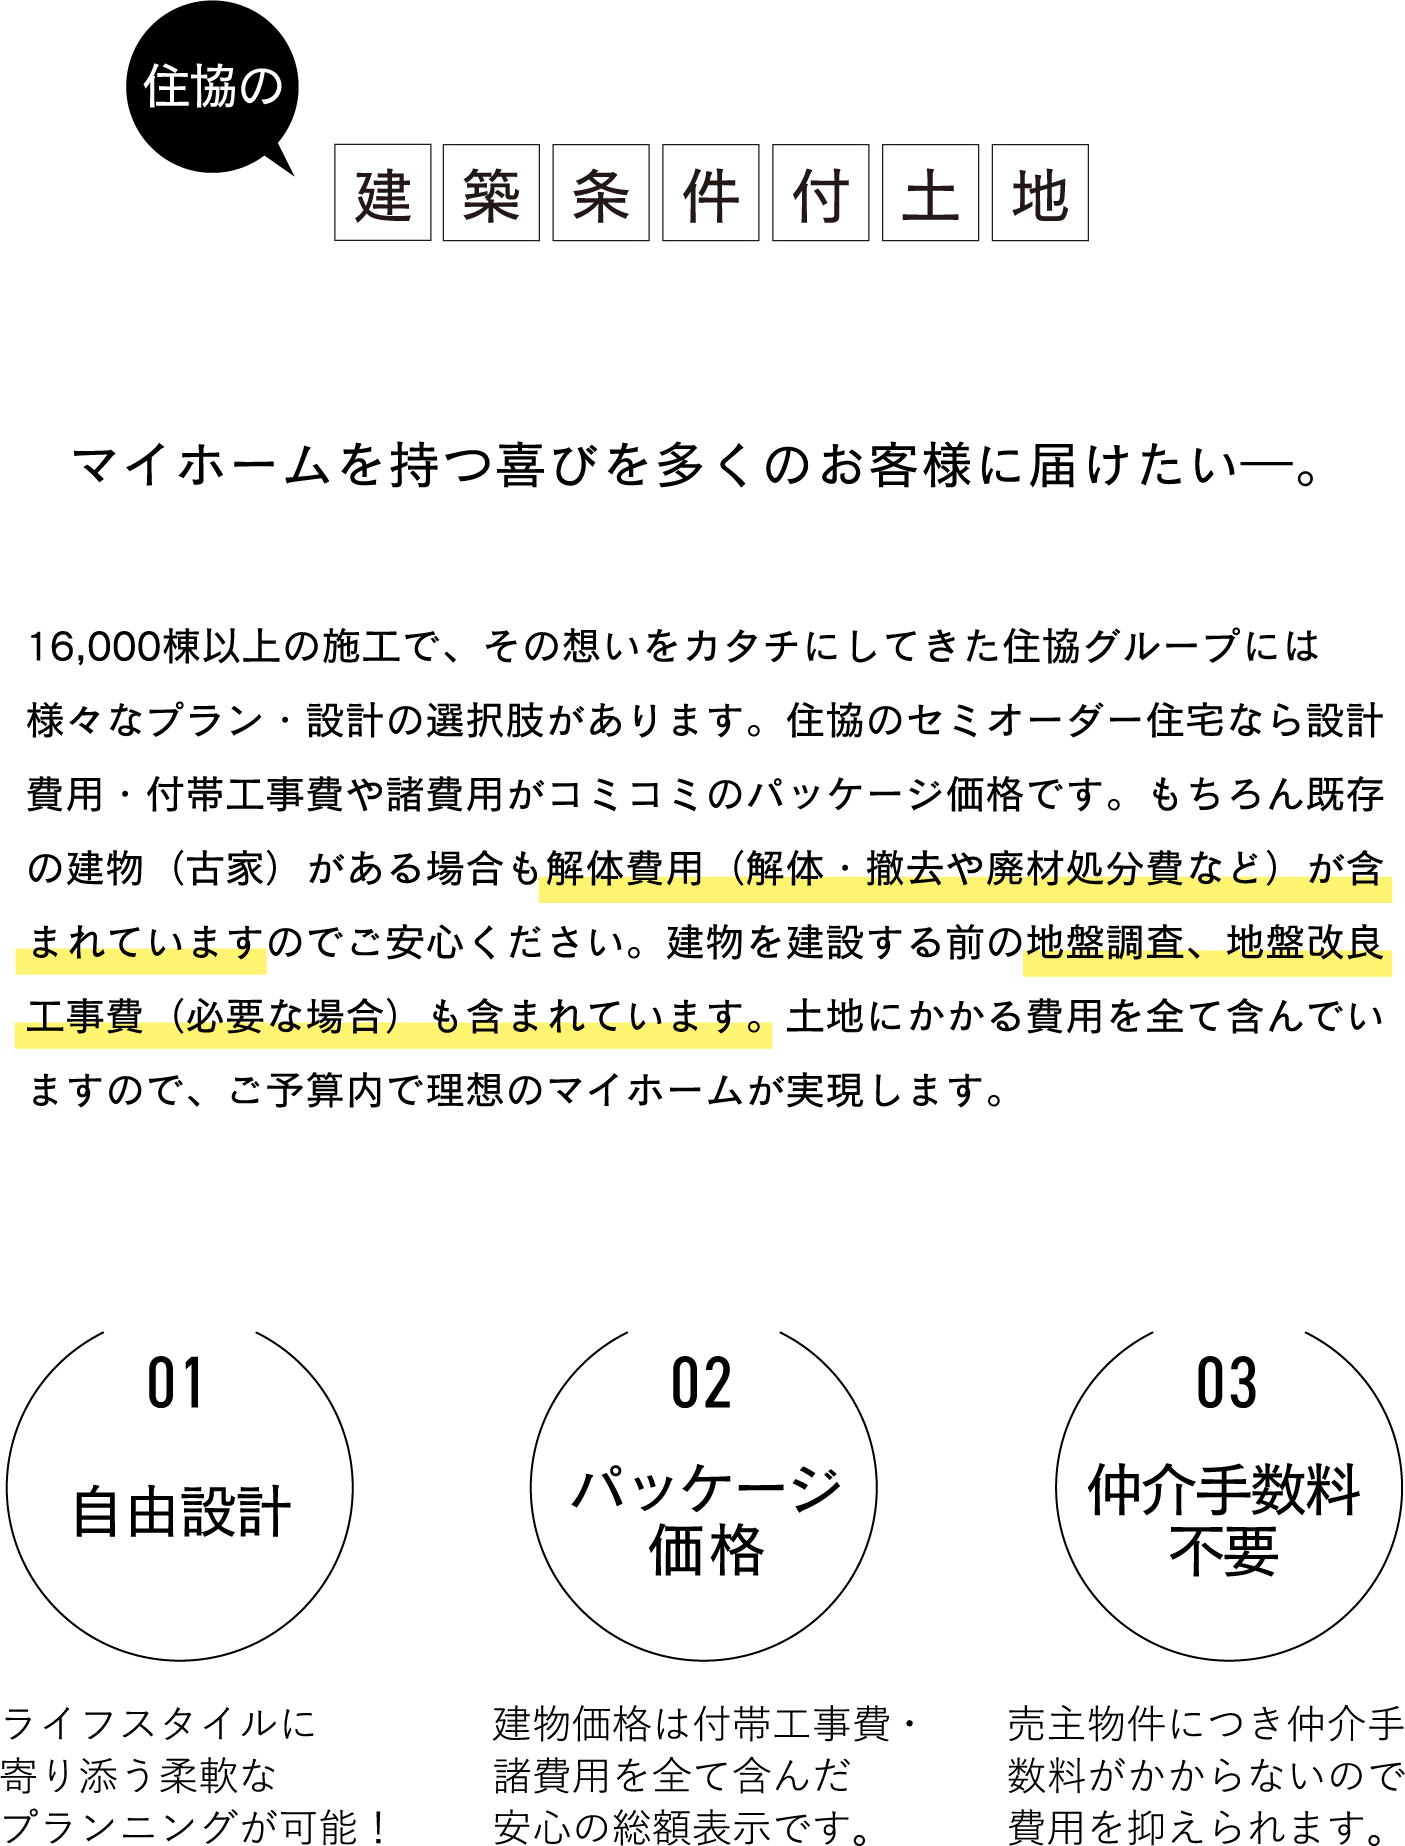 住協の
建築条件付土地
マイホームを持つ喜びを多くのお客様に届けたい―。
16,000棟以上の施工で、その想いをカタチにしてきた住協グループには
様々なプラン・設計の選択肢があります。住協のセミオーダー住宅なら設計
費用・付帯工事費や諸費用がコミコミのパッケージ価格です。もちろん既存
の建物（古家）がある場合も解体費用（解体・撤去や廃材処分費など）が含
まれていますのでご安心ください。建物を建設する前の地盤調査、地盤改良
工事費（必要な場合）も含まれています。土地にかかる費用を全て含んでい
ますので、ご予算内で理想のマイホームが実現します。
01
自由設計
ライフスタイルに
寄り添う柔軟な
プランニングが可能！
02
パッケージ
価格
建物価格は付帯工事費・
諸費用を全て含んだ
安心の総額表示です。
03
仲介手数料
不要
売主物件につき仲介手
数料がかからないので
費用を抑えられます。